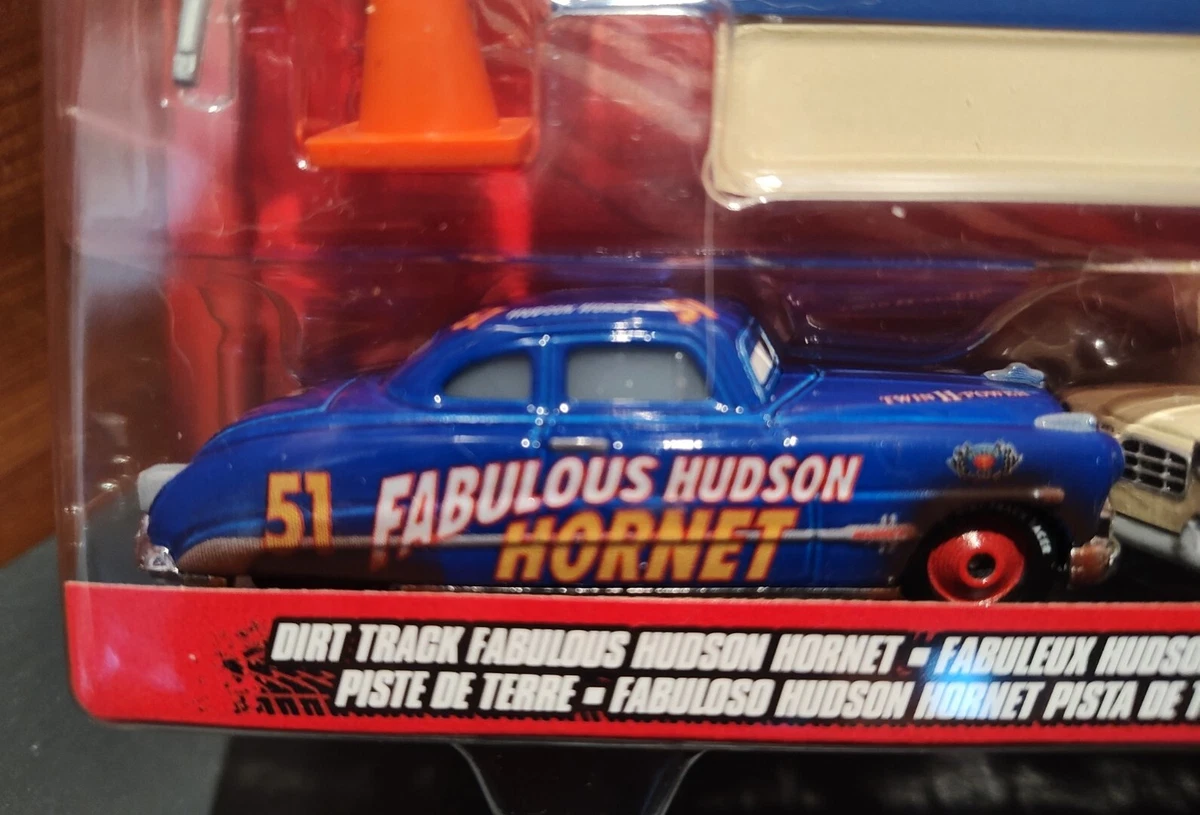 TWIN H POWER
51
FABULOUS HUDSON
HORNET
RACER
DIRT TRACK FABULOUS HUDSON HORNET ▪ FABULEUX HUDSO
PISTE DE TERRE ▪ FABULOSO HUDSON HORNET PISTA DE T